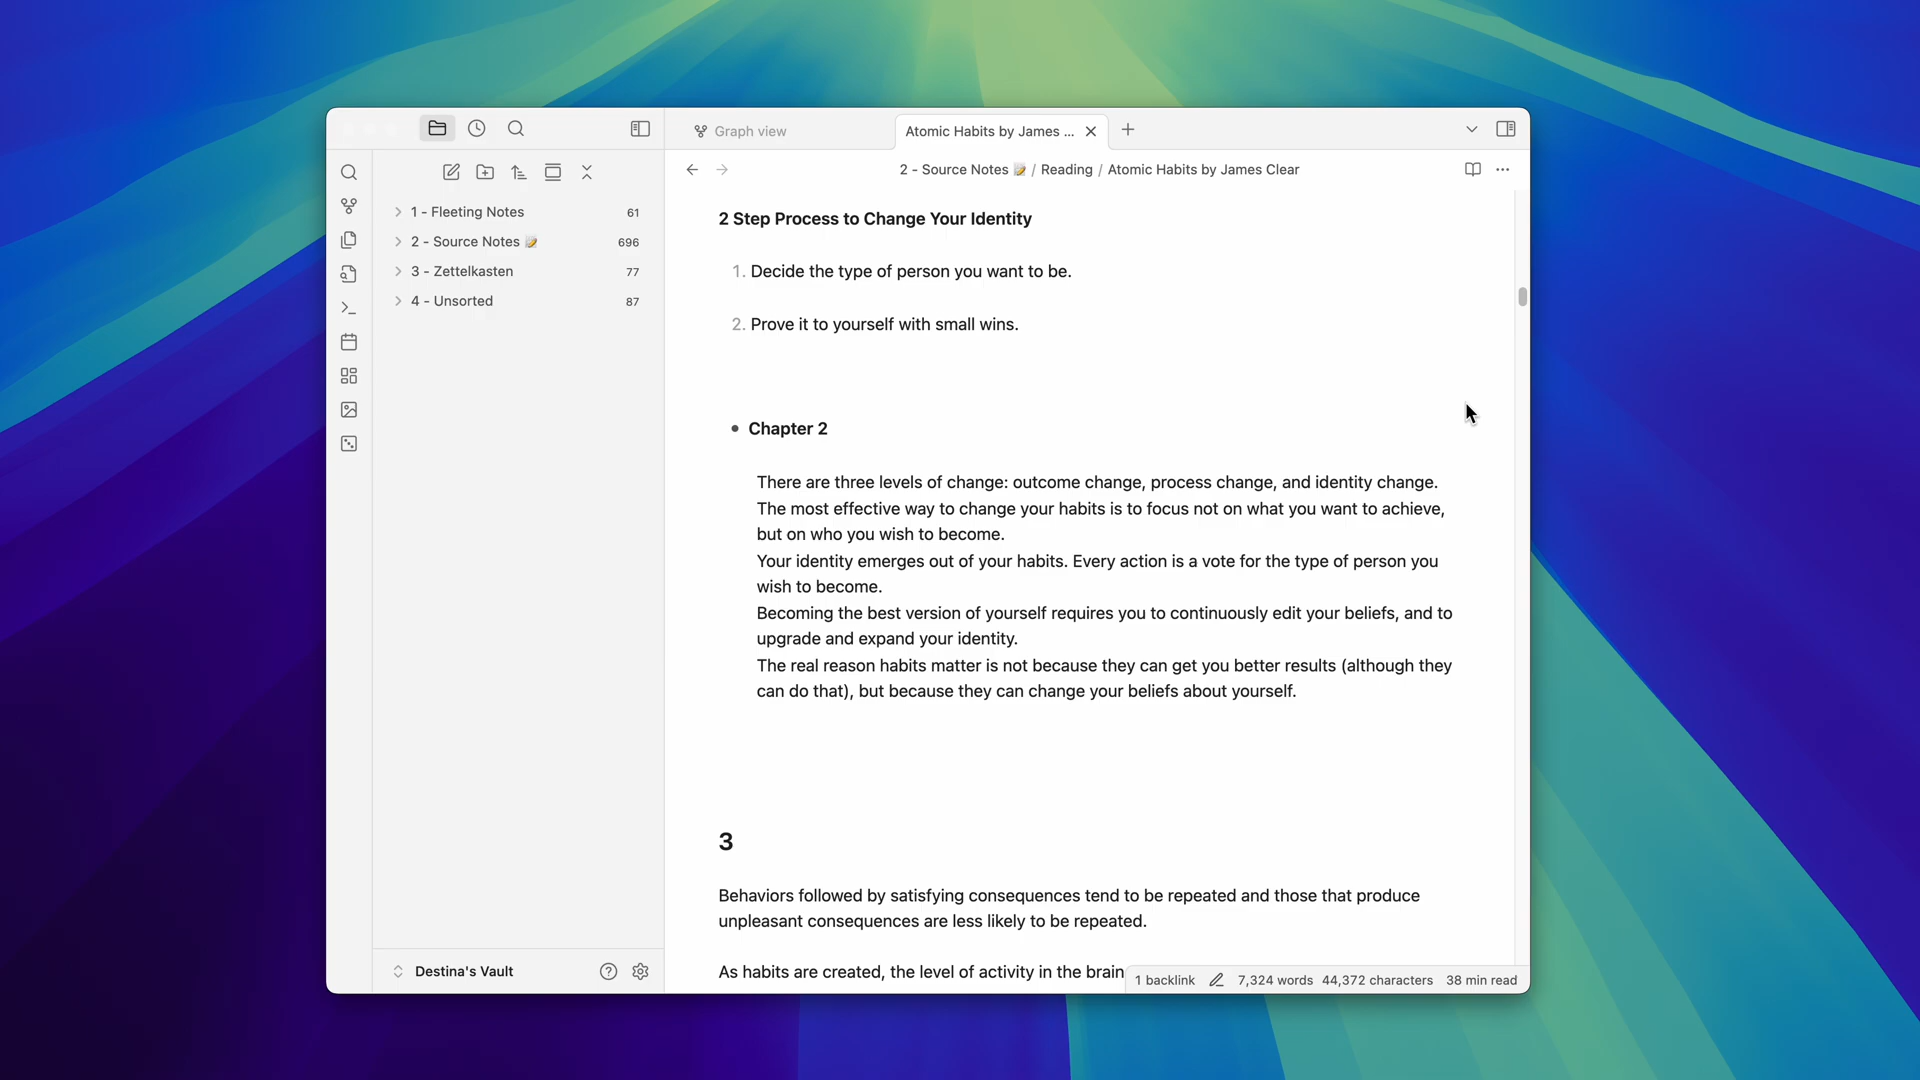 Graph view
Atomic Habits by James ...
2 - Source Notes 📝 / Reading / Atomic Habits by James Clear
1 - Fleeting Notes 61
2 - Source Notes 📝 696
3 - Zettelkasten 77
4 - Unsorted 87
Destina's Vault
2 Step Process to Change Your Identity
1. Decide the type of person you want to be.
2. Prove it to yourself with small wins.
• Chapter 2
There are three levels of change: outcome change, process change, and identity change.
The most effective way to change your habits is to focus not on what you want to achieve,
but on who you wish to become.
Your identity emerges out of your habits. Every action is a vote for the type of person you
wish to become.
Becoming the best version of yourself requires you to continuously edit your beliefs, and to
upgrade and expand your identity.
The real reason habits matter is not because they can get you better results (although they
can do that), but because they can change your beliefs about yourself.
3
Behaviors followed by satisfying consequences tend to be repeated and those that produce
unpleasant consequences are less likely to be repeated.
As habits are created, the level of activity in the brain
1 backlink 7,324 words 44,372 characters 38 min read